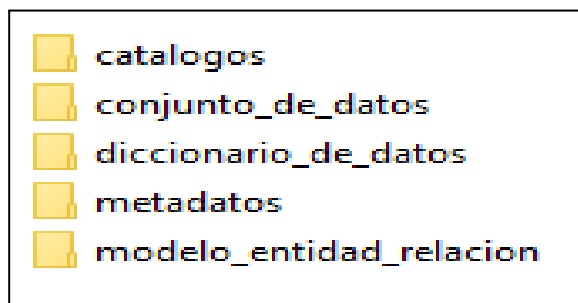 catalogos
conjunto_de_datos
diccionario_de_datos
metadatos
modelo_entidad_relacion